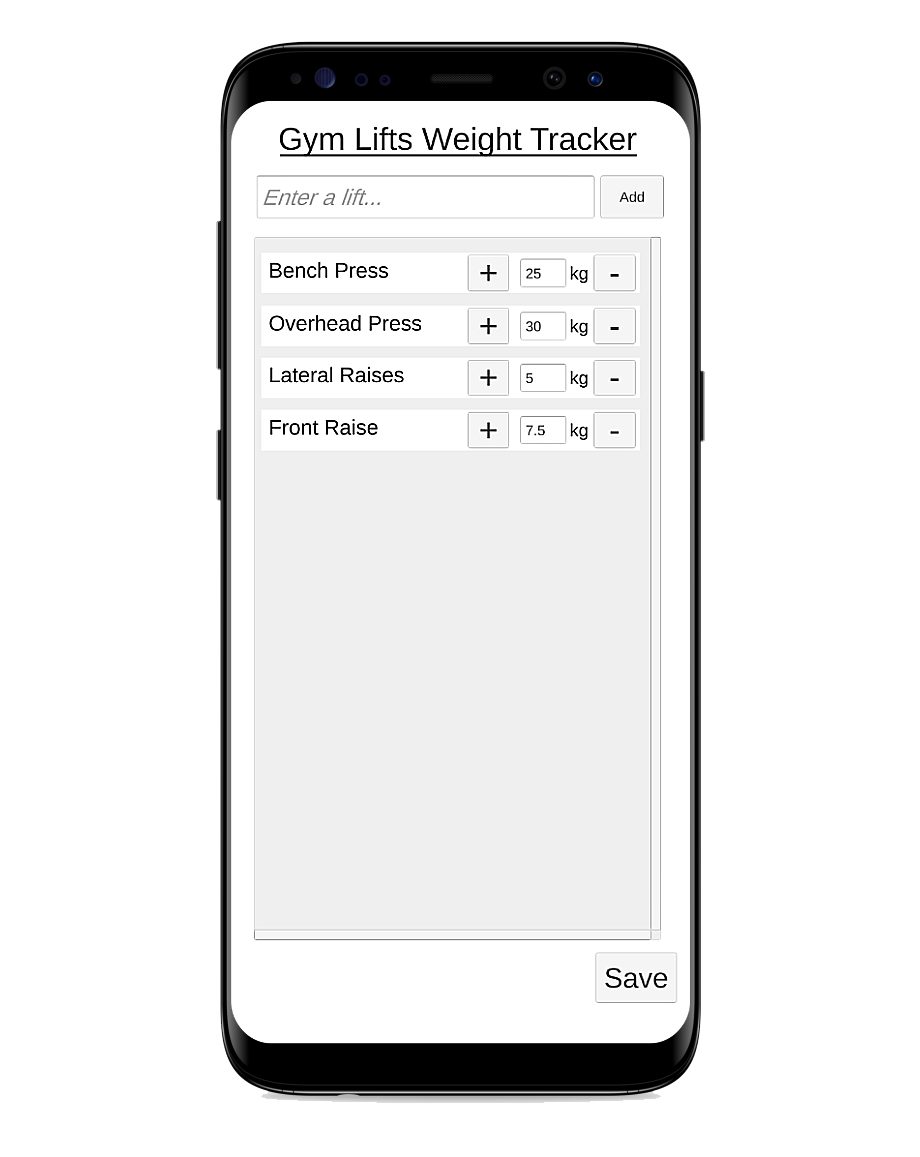 Gym Lifts Weight Tracker
Enter a lift... Add
Bench Press + 25 kg -
Overhead Press + 30 kg -
Lateral Raises + 5 kg -
Front Raise + 7.5 kg -
Save